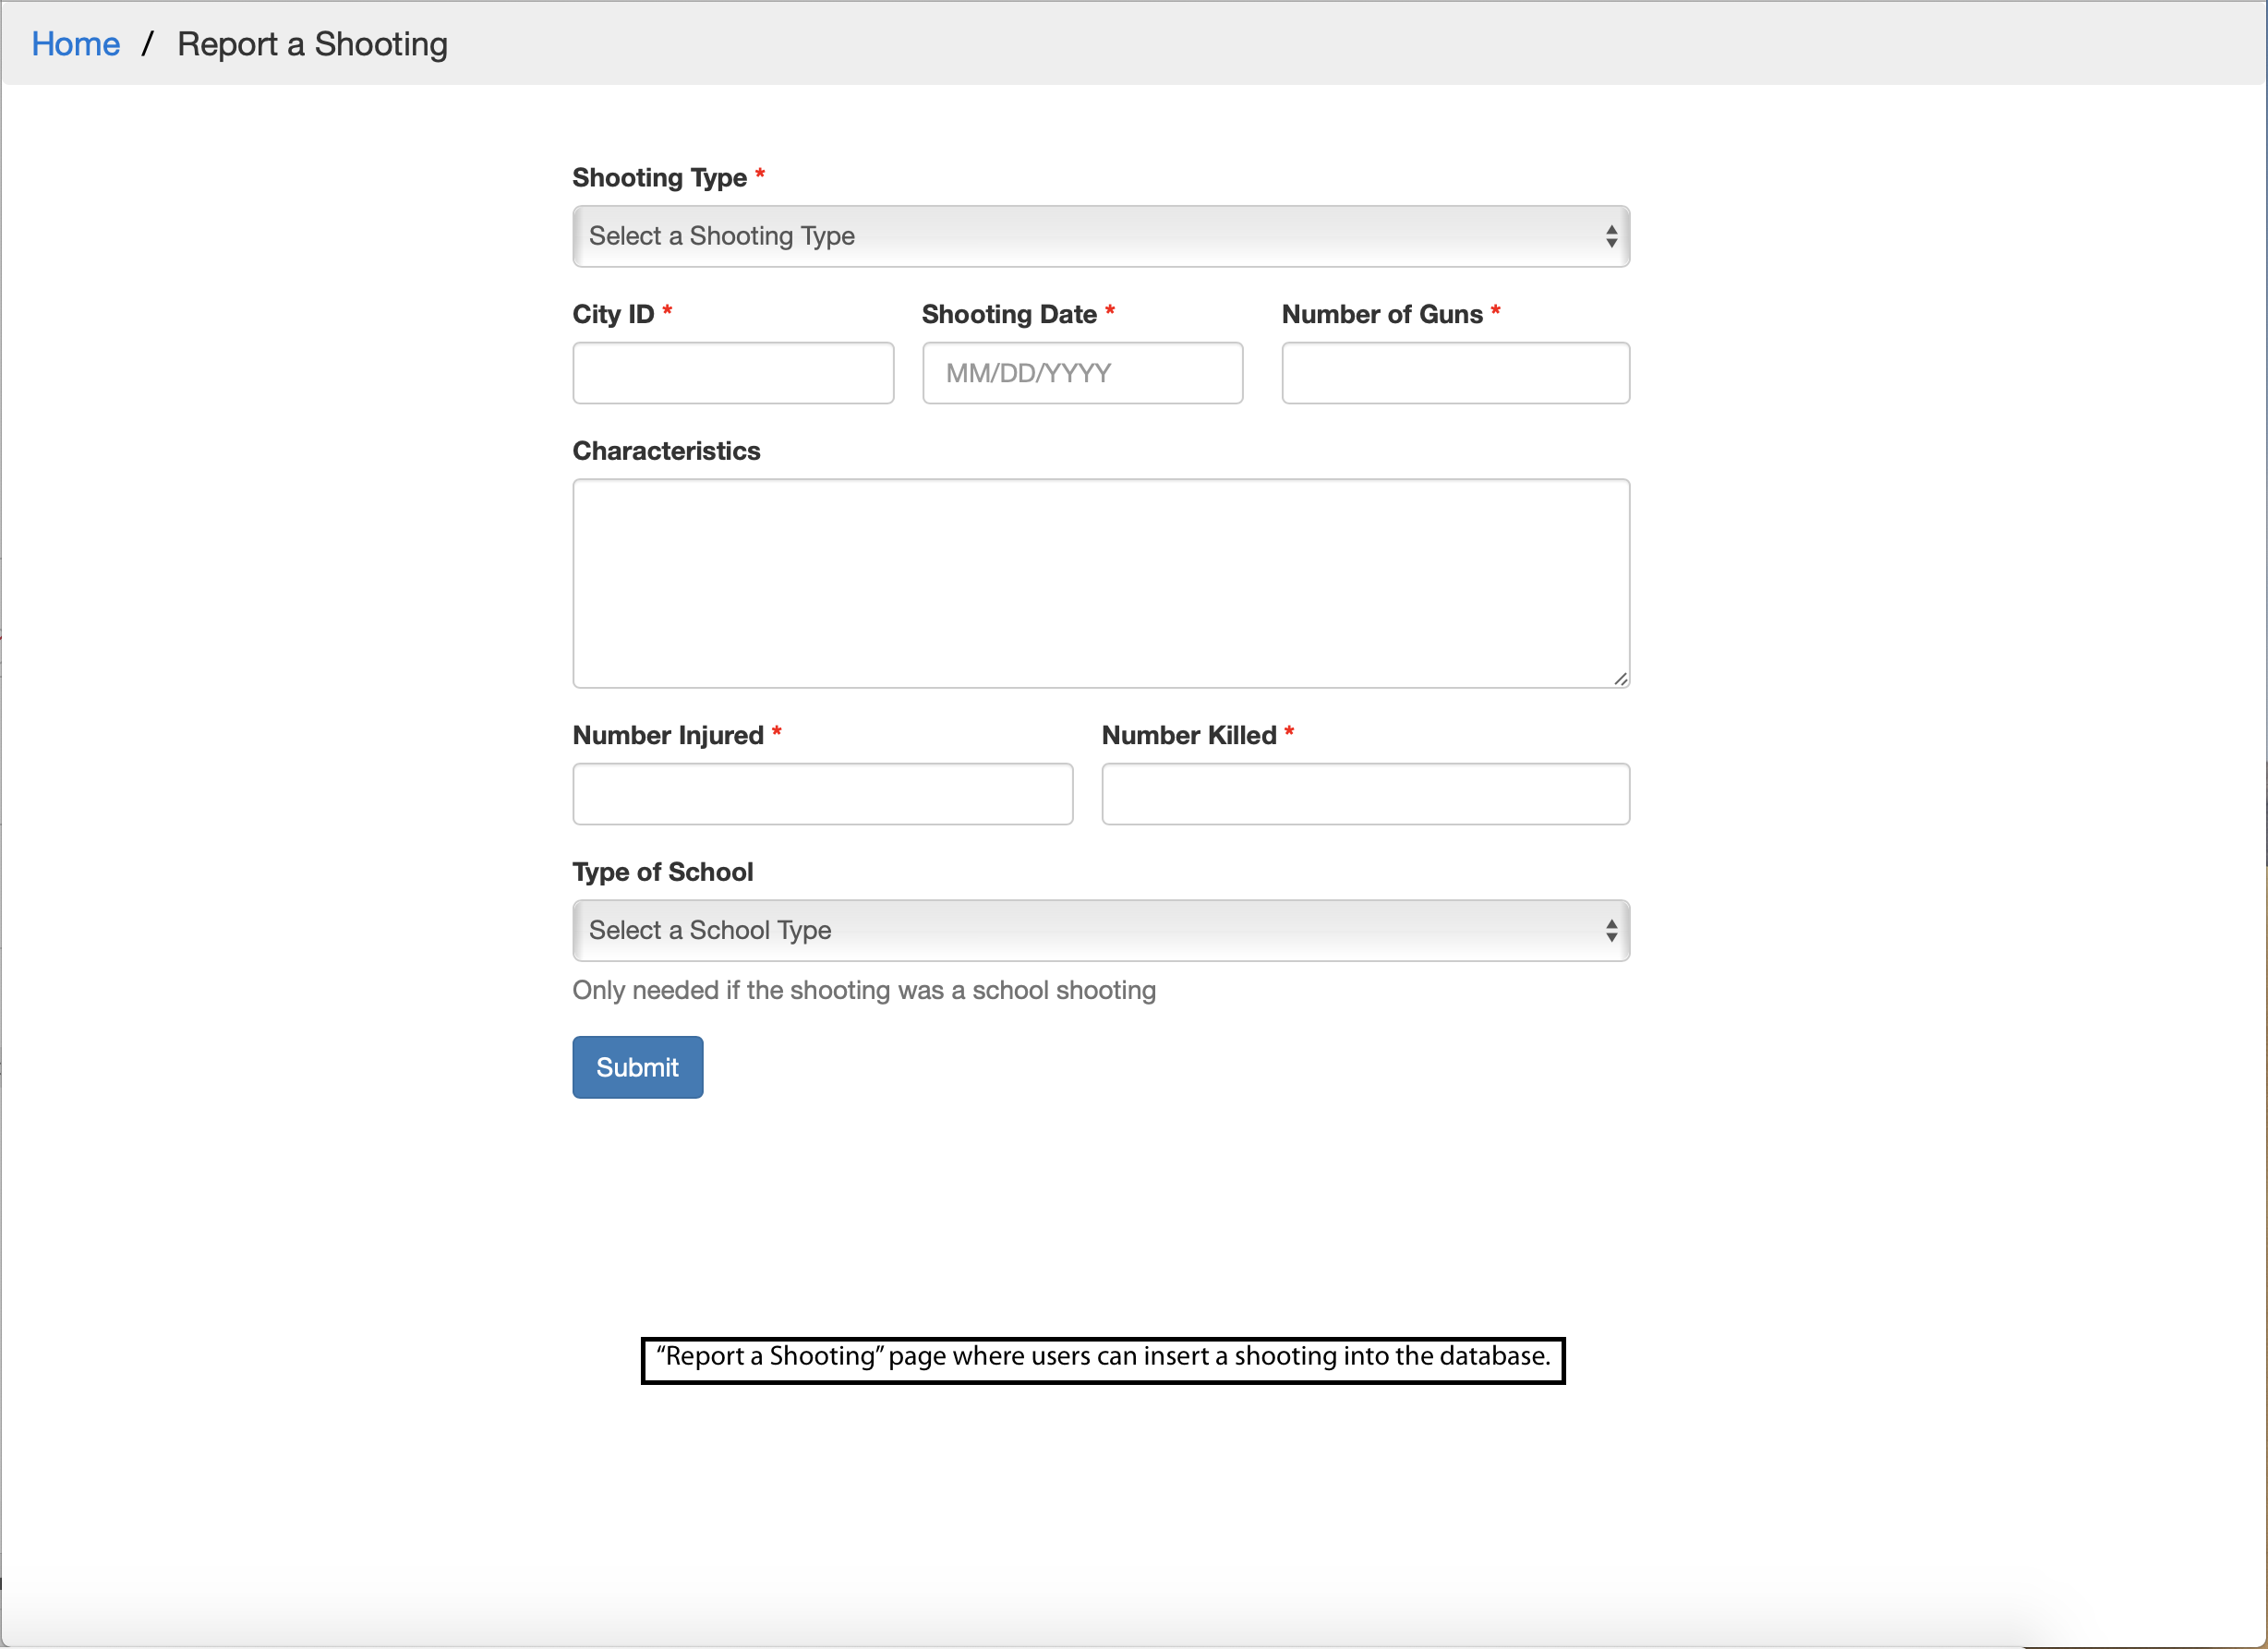 Home / Report a Shooting
Shooting Type *
Select a Shooting Type
City ID * Shooting Date * Number of Guns *
MM/DD/YYYY
Characteristics
Number Injured * Number Killed *
Type of School
Select a School Type
Only needed if the shooting was a school shooting
Submit
“Report a Shooting” page where users can insert a shooting into the database.